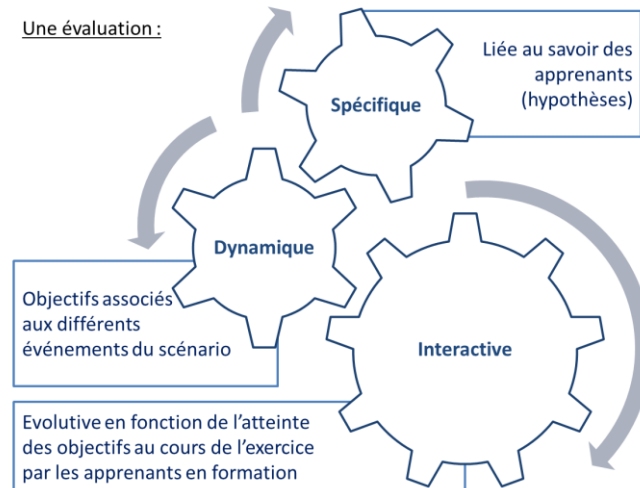 Une évaluation :
Liée au savoir des
apprenants
(hypothèses)
Spécifique
Dynamique
Objectifs associés
aux différents
événements du scénario
Interactive
Evolutive en fonction de l’atteinte
des objectifs au cours de l’exercice
par les apprenants en formation